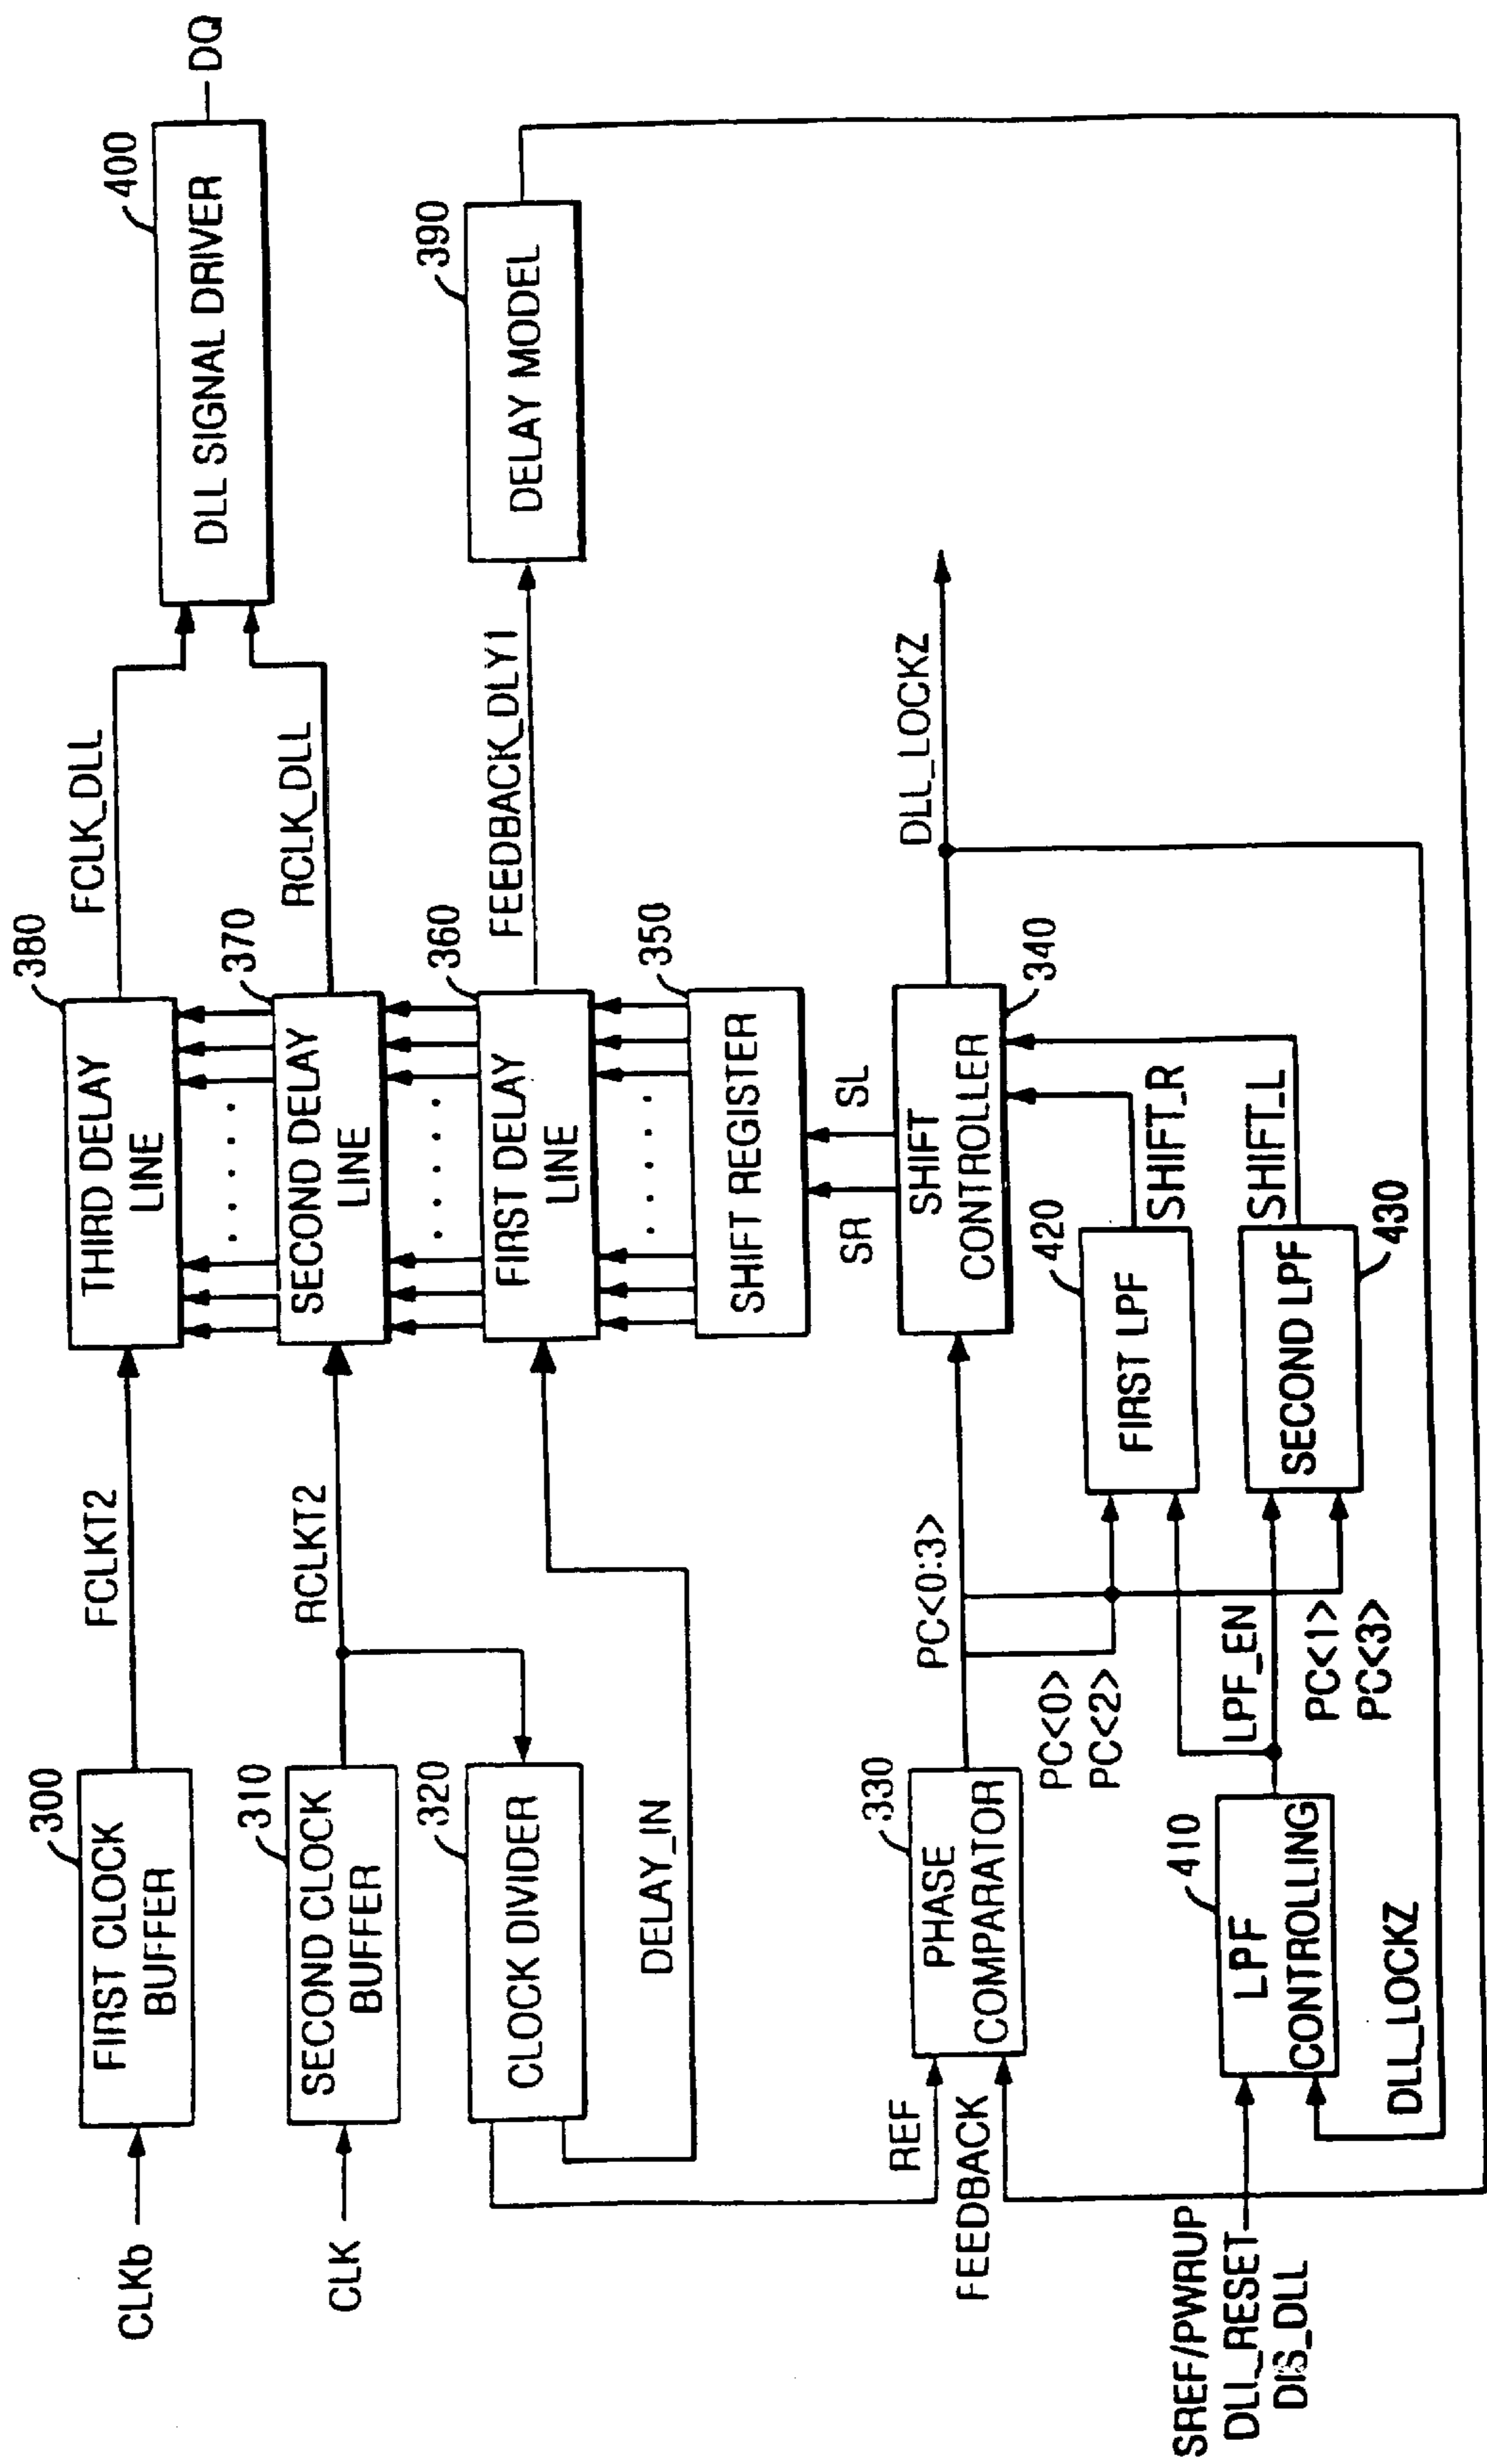 CLKb
300
FIRST CLOCK
BUFFER
FCLKT2
380
THIRD DELAY
LINE
FCLK_DLL
400
DLL SIGNAL DRIVER
DQ
CLK
310
SECOND CLOCK
BUFFER
RCLKT2
370
SECOND DELAY
LINE
RCLK_DLL
320
CLOCK DIVIDER
DELAY_IN
360
FIRST DELAY
LINE
FEEDBACK_DLY1
390
DELAY MODEL
350
SHIFT REGISTER
SR
SL
REF
FEEDBACK
330
PHASE
COMPARATOR
PC<0:3>
340
SHIFT
CONTROLLER
DLL_LOCKZ
PC<0>
PC<2>
420
FIRST LPF
SHIFT_R
SREF/PWRUP
DLL_RESET
DIS_DLL
410
LPF
CONTROLLING
LPF_EN
PC<1>
PC<3>
430
SECOND LPF
SHIFT_L
DLL_LOCKZ